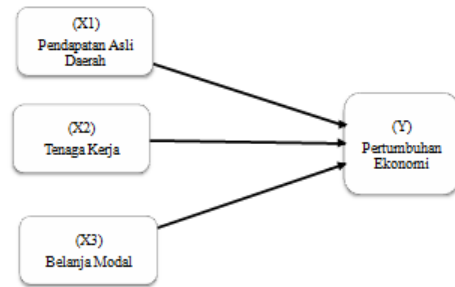 (X1)
Pendapatan Asli
Daerah
(X2)
Tenaga Kerja
(X3)
Belanja Modal
(Y)
Pertumbuhan
Ekonomi